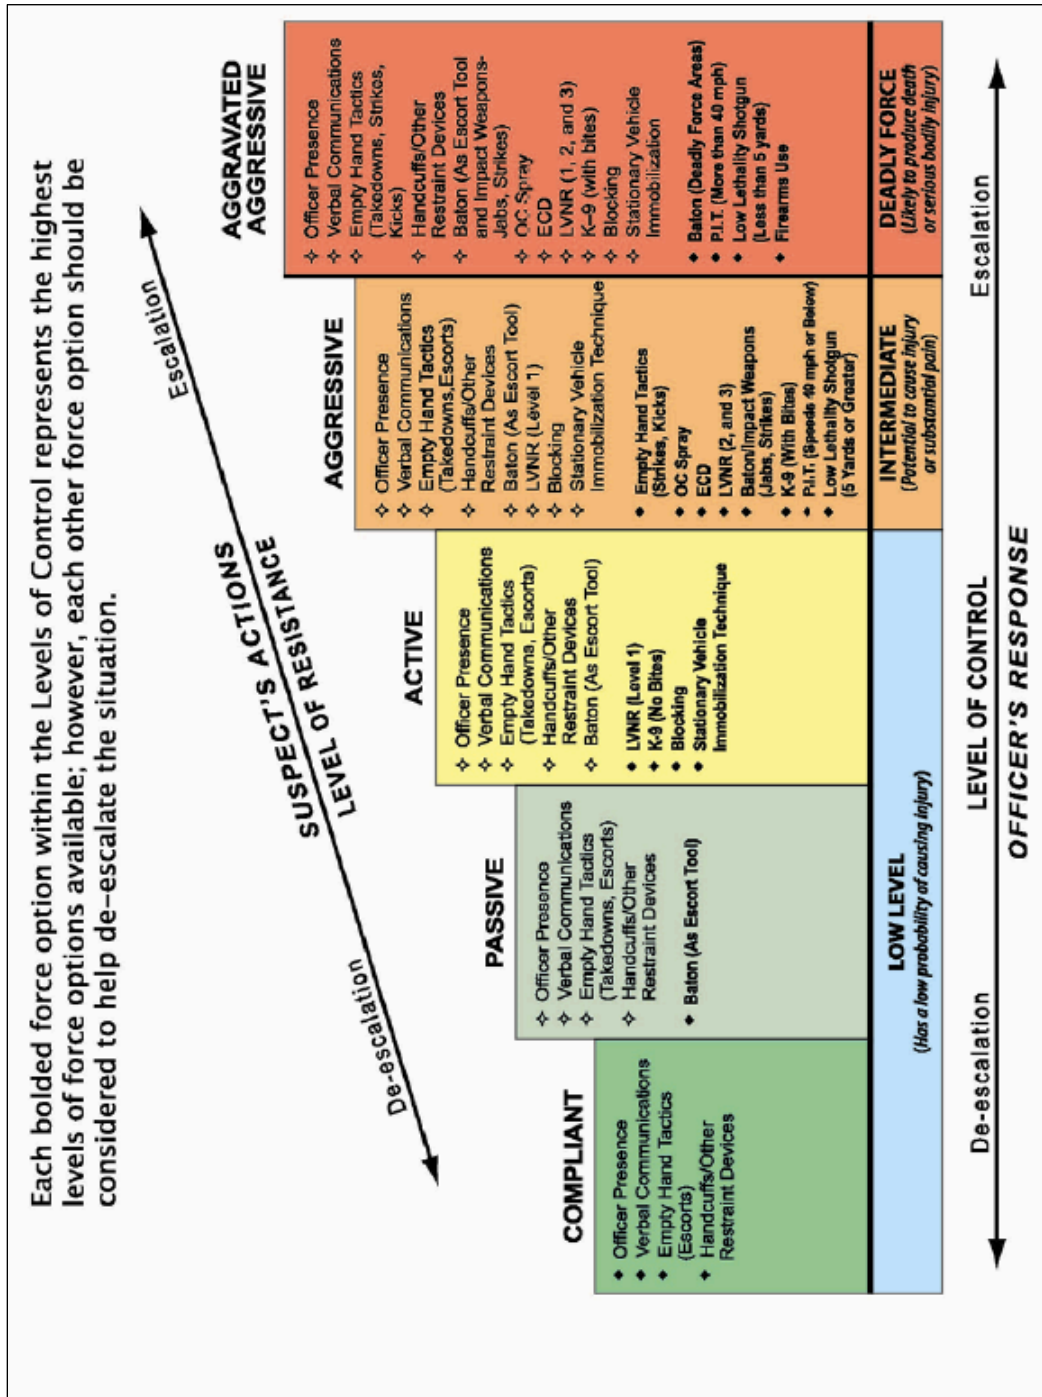 Each bolded force option within the Levels of Control represents the highest
levels of force options available; however, each other force option should be
considered to help de-escalate the situation.
Escalation
SUSPECT'S ACTIONS
LEVEL OF RESISTANCE
De-escalation
COMPLIANT
◆ Officer Presence
◆ Verbal Communications
◆ Empty Hand Tactics
(Escorts)
✦ Handcuffs/Other
Restraint Devices
PASSIVE
✧ Officer Presence
✧ Verbal Communications
✧ Empty Hand Tactics
(Takedowns, Escorts)
✧ Handcuffs/Other
Restraint Devices
◆ Baton (As Escort Tool)
ACTIVE
✧ Officer Presence
✧ Verbal Communications
✧ Empty Hand Tactics
(Takedowna, Escorta)
✧ Handcuffs/Other
Restraint Devices
✧ Baton (As Escort Tool)
◆ LVNR (Level 1)
◆ K-9 (No Bites)
◆ Blocking
◆ Stationary Vehicle
Immobilization Technique
AGGRESSIVE
✧ Officer Presence
✧ Verbal Communications
✧ Empty Hand Tactics
(Takedowns,Escorts)
✧ Handcuffs/Other
Restraint Devices
✧ Baton (As Escort Tool)
✧ LVNR (Level 1)
✧ Blocking
✧ Stationary Vehicle
Immobilization Technique
◆ Empty Hand Tactics
(Strikes, Kicks)
◆ OC Spray
◆ ECD
◆ LVNR (2, and 3)
◆ Baton/Impact Weapons
(Jabs, Strikes)
◆ K-9 (With Bites)
◆ P.I.T. (Speeds 40 mph or Below)
◆ Low Lethality Shotgun
(5 Yards or Greater)
AGGRAVATED
AGGRESSIVE
✧ Officer Presence
✧ Verbal Communications
✧ Empty Hand Tactics
(Takedowns, Strikes,
Kicks)
✧ Handcuffs/Other
Restraint Devices
✧ Baton (As Escort Tool
and Impact Weapons-
Jabs, Strikes)
✧ OC Spray
✧ ECD
✧ LVNR (1, 2, and 3)
✧ K–9 (with bites)
✧ Blocking
✧ Stationary Vehicle
Immobilization
◆ Baton (Deadly Force Areas)
◆ P.I.T. (More than 40 mph)
◆ Low Lethality Shotgun
(Less than 5 yards)
◆ Firearms Use
LOW LEVEL
(Has a low probability of causing injury)
INTERMEDIATE
(Potential to cause injury
or substantial pain)
DEADLY FORCE
(Likely to produce death
or serious bodily injury)
De-escalation
LEVEL OF CONTROL
Escalation
OFFICER'S RESPONSE